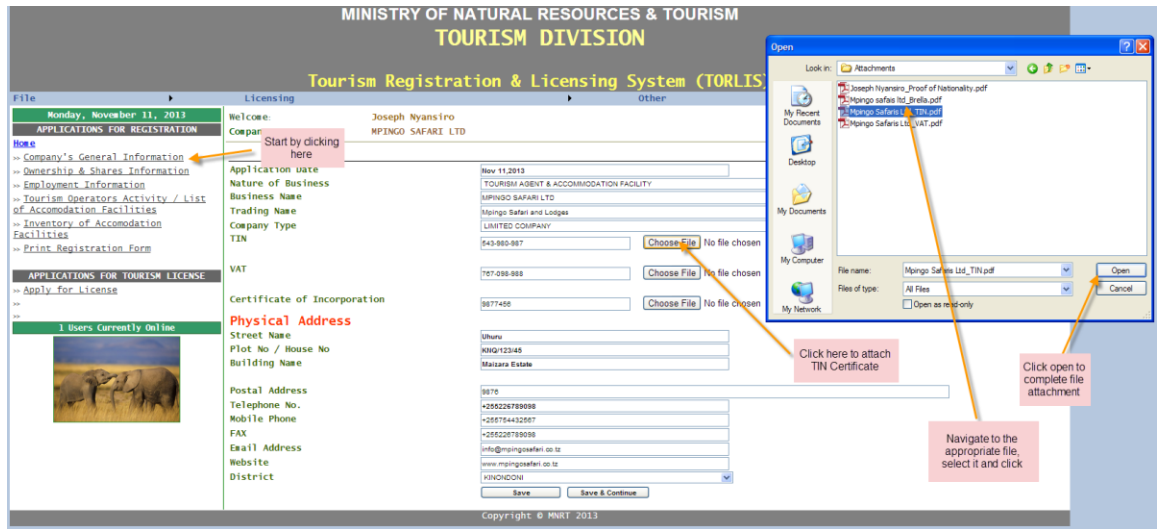 MINISTRY OF NATURAL RESOURCES & TOURISM
TOURISM DIVISION
Tourism Registration & Licensing System (TORLIS)
File
Licensing
Other
Monday, November 11, 2013
APPLICATIONS FOR REGISTRATION
Home
» Company's General Information
» Ownership & Shares Information
» Employment Information
» Tourism Operators Activity / List
of Accomodation Facilities
» Inventory of Accomodation
Facilities
» Print Registration Form
APPLICATIONS FOR TOURISM LICENSE
» Apply for License
»
»
1 Users Currently Online
Welcome: Joseph Nyansiro
Compan MPINGO SAFARI LTD
Start by clicking
here
Application Date Nov 11,2013
Nature of Business TOURISM AGENT & ACCOMMODATION FACILITY
Business Name MPINGO SAFARI LTD
Trading Name Mpingo Safari and Lodges
Company Type LIMITED COMPANY
TIN 543-980-987 Choose File No file chosen
VAT 767-098-988 Choose File No file chosen
Certificate of Incorporation 9877456 Choose File No file chosen
Physical Address
Street Name Uhuru
Plot No / House No KNQ/123/45
Building Name Maizara Estate
Postal Address 9876
Telephone No. +255226789098
Mobile Phone +255754432567
FAX +255226789098
Email Address info@mpingosafari.co.tz
Website www.mpingosafari.co.tz
District KINONDONI
Save Save & Continue
Copyright © MNRT 2013
Open
Look in: Attachments
Joseph Nyansiro_Proof of Nationality.pdf
Mpingo safais ltd_Brella.pdf
Mpingo Safaris Ltd_TIN.pdf
Mpingo Safaris Ltd_VAT.pdf
My Recent
Documents
Desktop
My Documents
My Computer
My Network
File name: Mpingo Safaris Ltd_TIN.pdf Open
Files of type: All Files Cancel
Open as read-only
Click here to attach
TIN Certificate
Click open to
complete file
attachment
Navigate to the
appropriate file,
select it and click